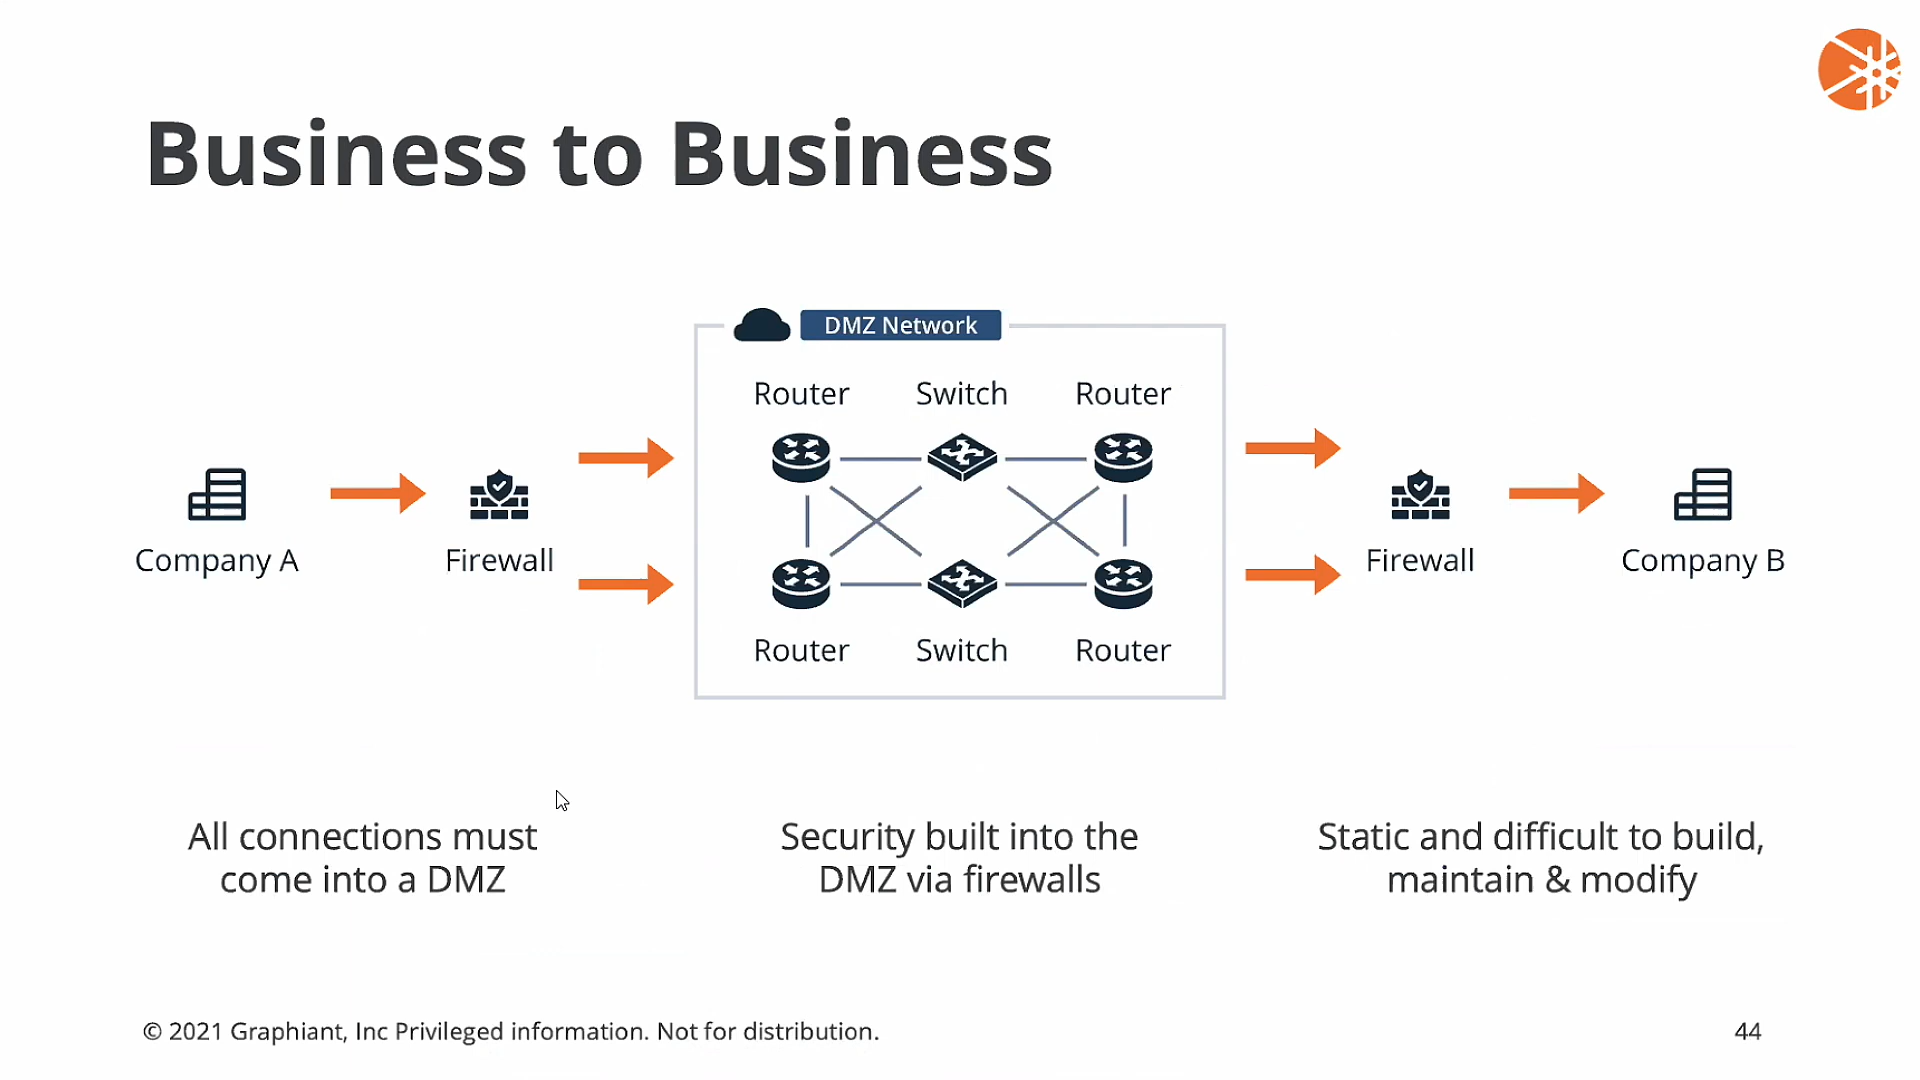 Business to Business
DMZ Network
Router Switch Router
Company A Firewall Firewall Company B
Router Switch Router
All connections must
come into a DMZ
Security built into the
DMZ via firewalls
Static and difficult to build,
maintain & modify
© 2021 Graphiant, Inc Privileged information. Not for distribution.
44